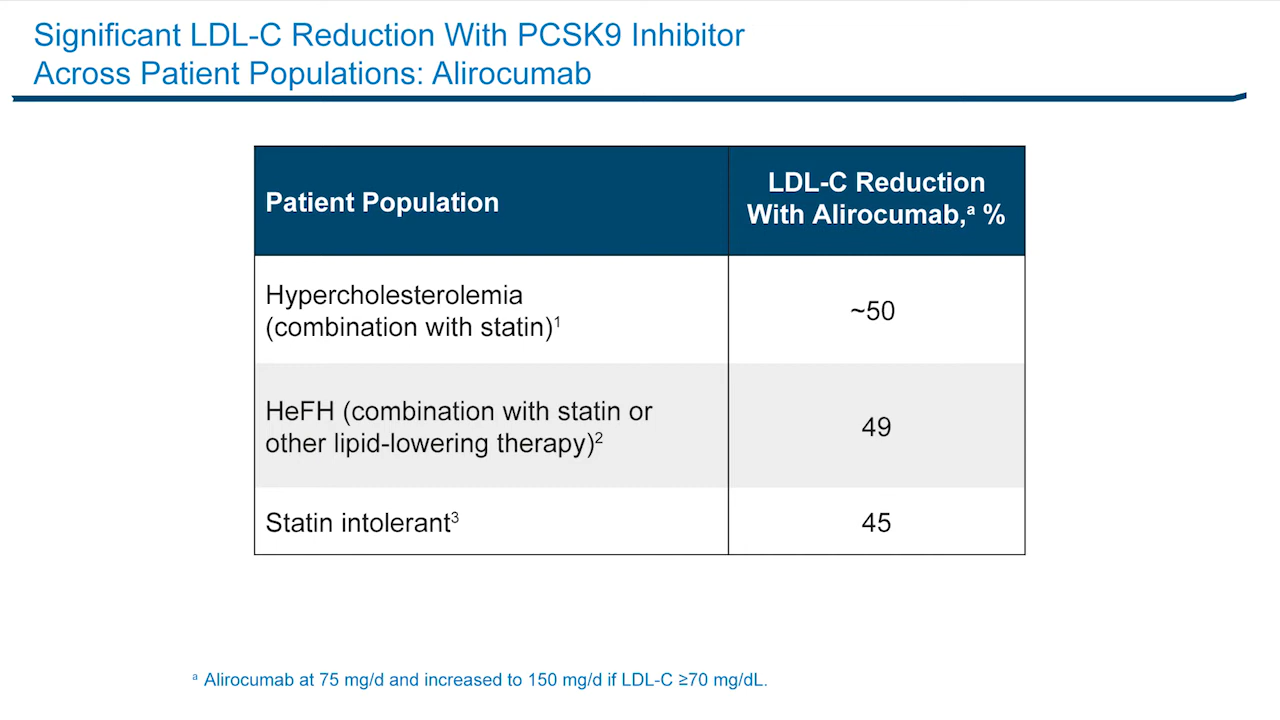 Significant LDL-C Reduction With PCSK9 Inhibitor
Across Patient Populations: Alirocumab
Patient Population
LDL-C Reduction
With Alirocumab,ᵃ %
Hypercholesterolemia
(combination with statin)¹
~50
HeFH (combination with statin or
other lipid-lowering therapy)²
49
Statin intolerant³
45
ᵃ Alirocumab at 75 mg/d and increased to 150 mg/d if LDL-C ≥70 mg/dL.